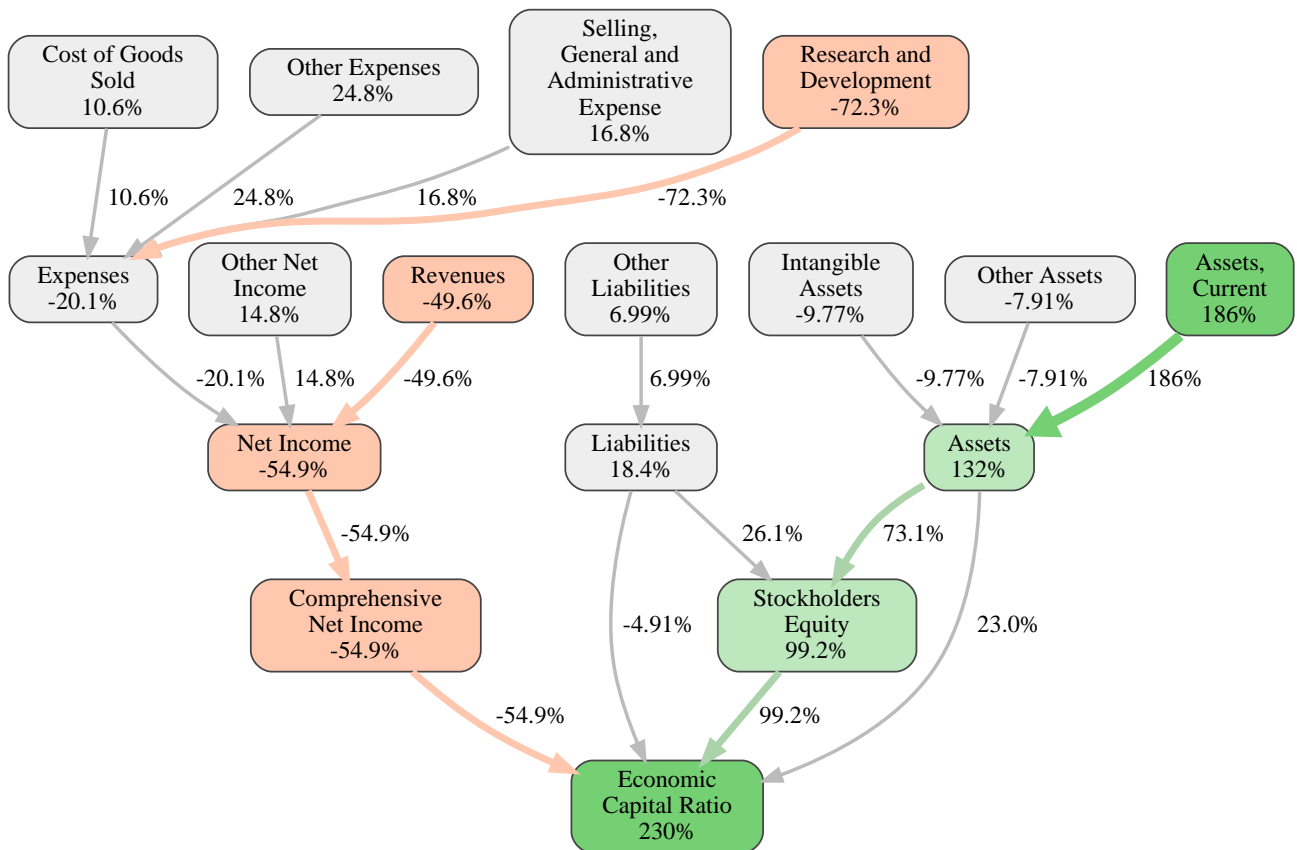 Cost of Goods
Sold
10.6%
Other Expenses
24.8%
Selling,
General and
Administrative
Expense
16.8%
Research and
Development
-72.3%
10.6%
24.8%
16.8%
-72.3%
Expenses
-20.1%
Other Net
Income
14.8%
Revenues
-49.6%
Other
Liabilities
6.99%
Intangible
Assets
-9.77%
Other Assets
-7.91%
Assets,
Current
186%
-20.1%
14.8%
-49.6%
6.99%
-9.77%
-7.91%
186%
Net Income
-54.9%
Liabilities
18.4%
Assets
132%
-54.9%
26.1%
73.1%
Comprehensive
Net Income
-54.9%
-4.91%
Stockholders
Equity
99.2%
23.0%
-54.9%
99.2%
Economic
Capital Ratio
230%